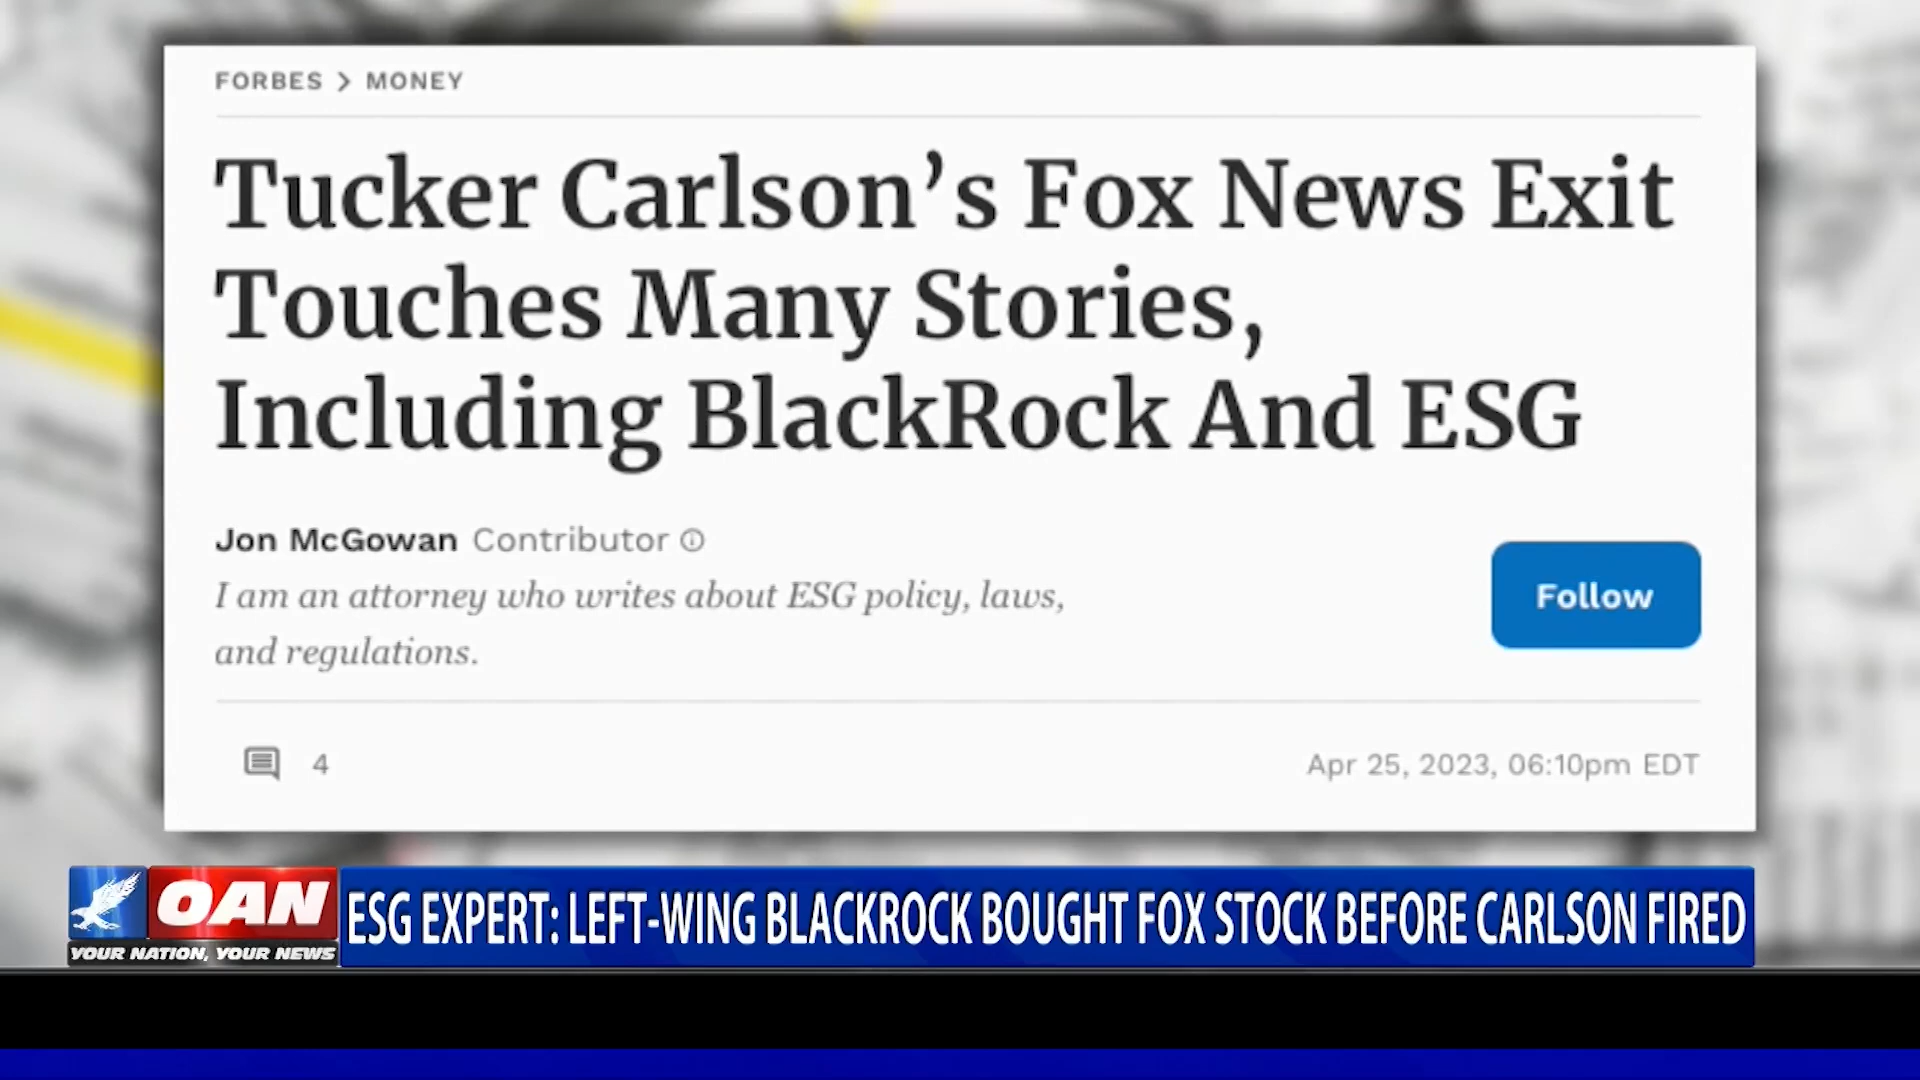 FORBES > MONEY
Tucker Carlson’s Fox News Exit
Touches Many Stories,
Including BlackRock And ESG
Jon McGowan Contributor
I am an attorney who writes about ESG policy, laws,
and regulations.
Follow
4
Apr 25, 2023, 06:10pm EDT
OAN
YOUR NATION, YOUR NEWS
ESG EXPERT: LEFT-WING BLACKROCK BOUGHT FOX STOCK BEFORE CARLSON FIRED